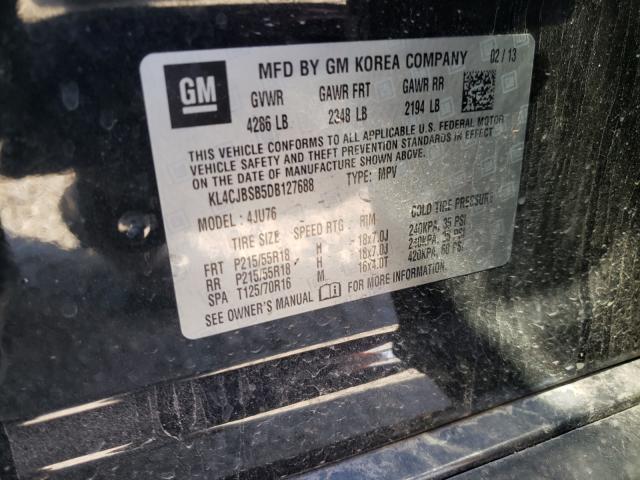 GM
MFD BY GM KOREA COMPANY 02/13
GVWR GAWR FRT GAWR RR
4286 LB 2348 LB 2194 LB
THIS VEHICLE CONFORMS TO ALL APPLICABLE U.S. FEDERAL MOTOR
VEHICLE SAFETY AND THEFT PREVENTION STANDARDS IN EFFECT
ON THE DATE OF MANUFACTURE SHOWN ABOVE.
KL4CJBSB5DB127688 TYPE: MPV
MODEL: 4JU76
TIRE SIZE SPEED RTG RIM COLD TIRE PRESSURE
FRT P215/55R18 H 18x7.0J 240KPA, 35 PSI
RR P215/55R18 H 18x7.0J 240KPA, 35 PSI
SPA T125/70R16 M 16x4.0T 420KPA, 60 PSI
SEE OWNER'S MANUAL FOR MORE INFORMATION